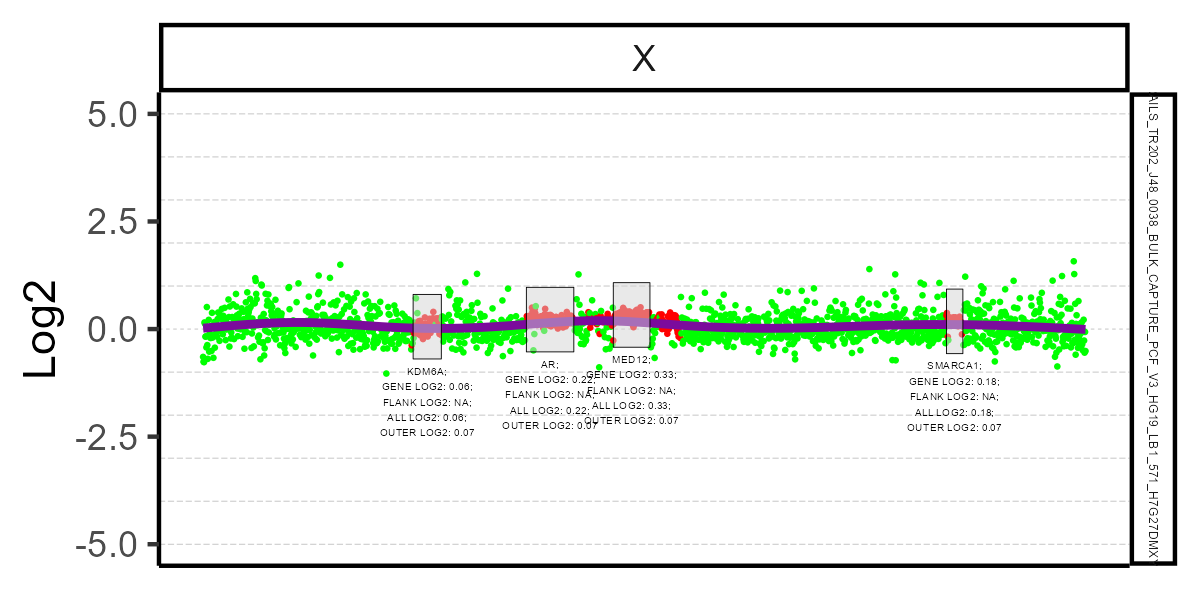 X
5.0
2.5
0.0
-2.5
-5.0
Log2
KDM6A;
GENE LOG2: 0.06;
FLANK LOG2: NA;
ALL LOG2: 0.06;
OUTER LOG2: 0.07
AR;
GENE LOG2: 0.22;
FLANK LOG2: NA;
ALL LOG2: 0.22;
OUTER LOG2: 0.07
MED12;
GENE LOG2: 0.33;
FLANK LOG2: NA;
ALL LOG2: 0.33;
OUTER LOG2: 0.07
SMARCA1;
GENE LOG2: 0.18;
FLANK LOG2: NA;
ALL LOG2: 0.18;
OUTER LOG2: 0.07
AILS_TR202_J48_0038_BULK_CAPTURE_PCF_V3_HG19_LB1_571_H7G27DMXY